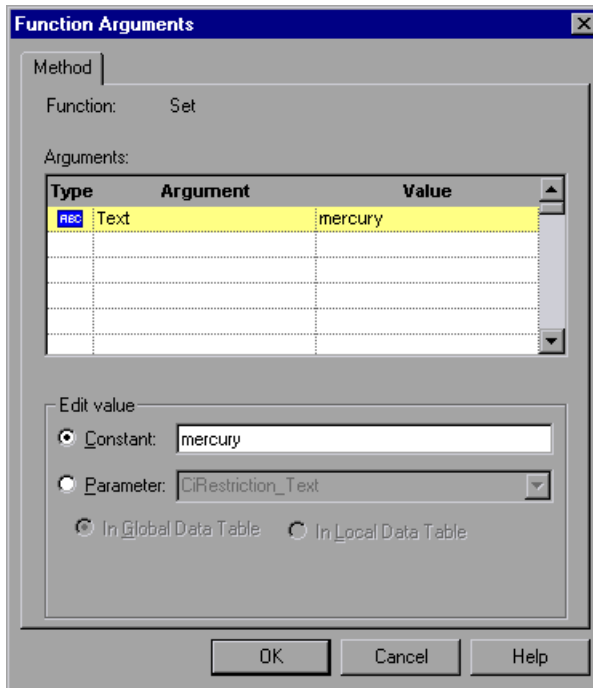 Function Arguments
Method
Function: Set
Arguments:
Type Argument Value
ABC Text mercury
Edit value
Constant: mercury
Parameter: CiRestriction_Text
In Global Data Table In Local Data Table
OK Cancel Help